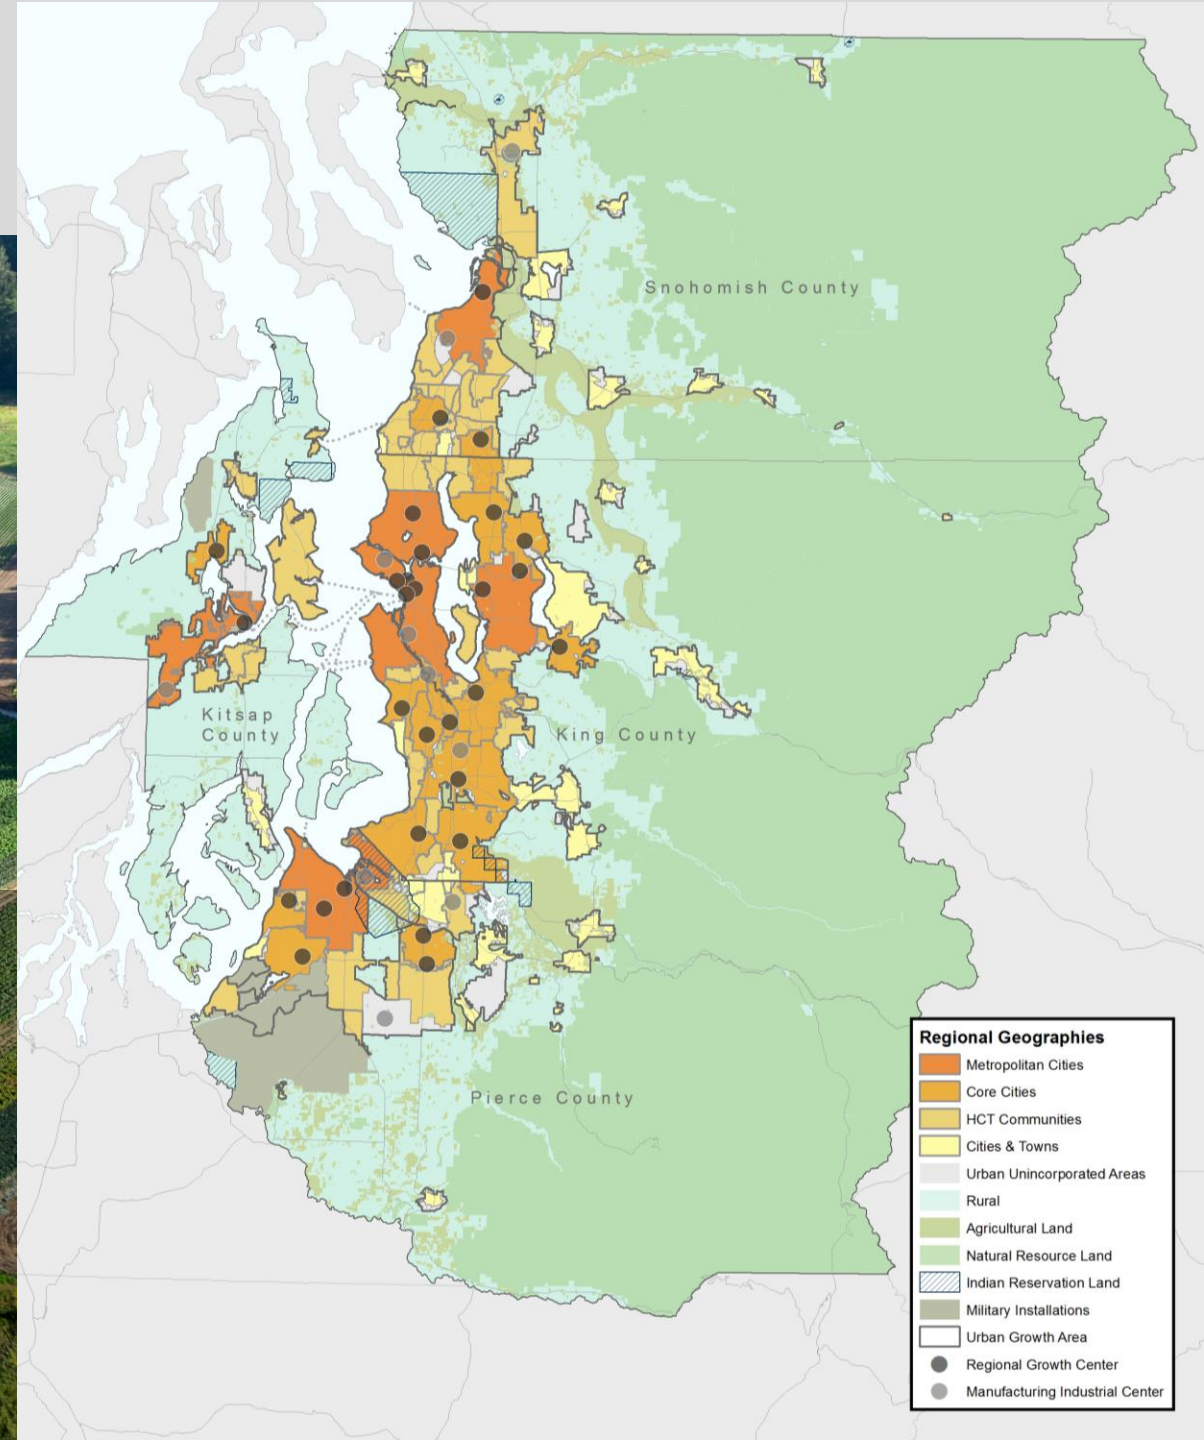 Snohomish County
Kitsap
County
King County
Pierce County
Regional Geographies
Metropolitan Cities
Core Cities
HCT Communities
Cities & Towns
Urban Unincorporated Areas
Rural
Agricultural Land
Natural Resource Land
Indian Reservation Land
Military Installations
Urban Growth Area
Regional Growth Center
Manufacturing Industrial Center